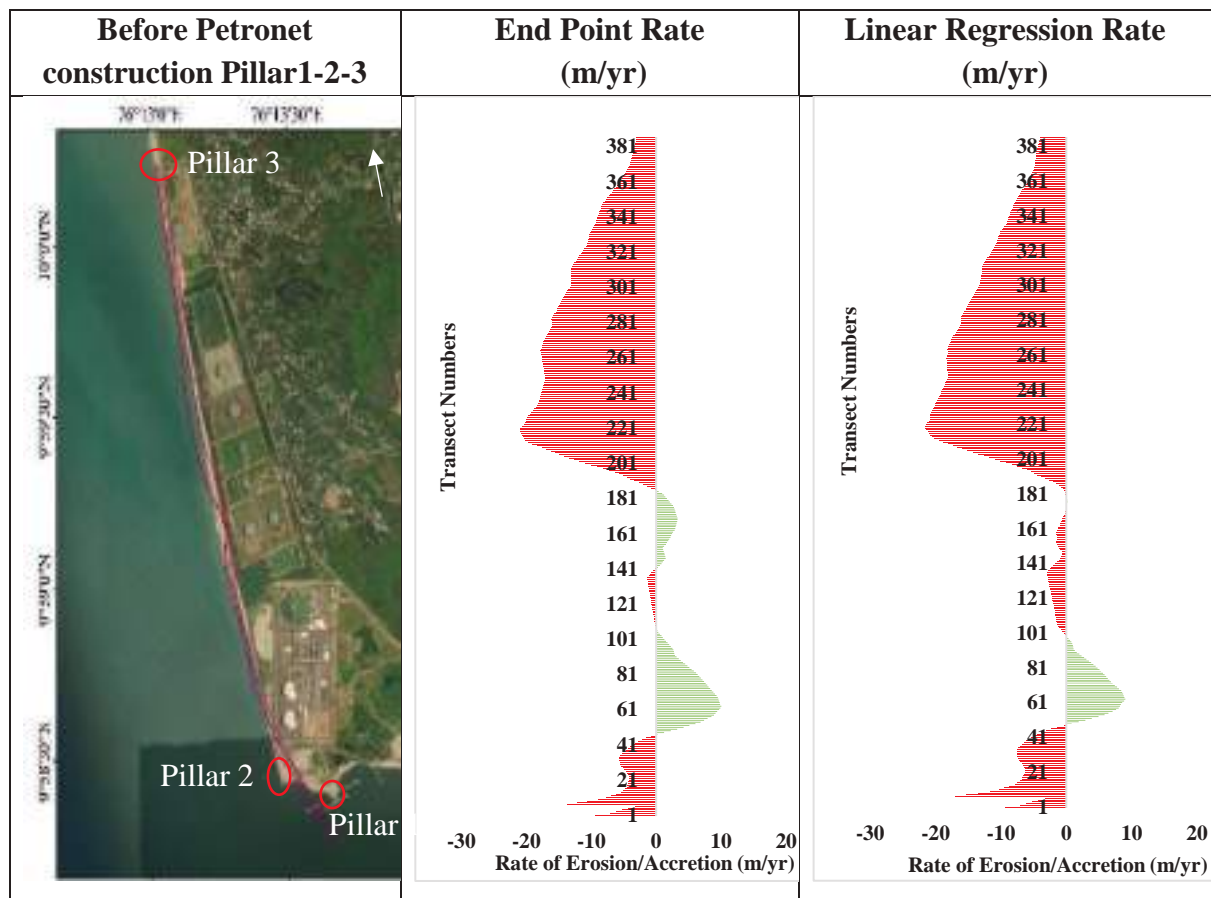 Before Petronet
construction Pillar1-2-3
End Point Rate
(m/yr)
Linear Regression Rate
(m/yr)
76°13'30"E
Pillar 3
Pillar 2
Pillar
Transect Numbers
381
361
341
321
301
281
261
241
221
201
181
161
141
121
101
81
61
41
21
1
-30 -20 -10 0 10 20
Rate of Erosion/Accretion (m/yr)
Transect Numbers
381
361
341
321
301
281
261
241
221
201
181
161
141
121
101
81
61
41
21
1
-30 -20 -10 0 10 20
Rate of Erosion/Accretion (m/yr)